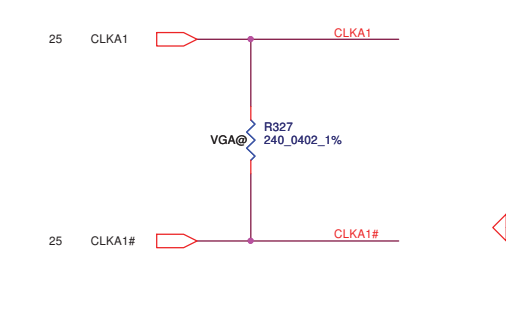 25 CLKA1 CLKA1
R327
VGA@ 240_0402_1%
25 CLKA1# CLKA1#